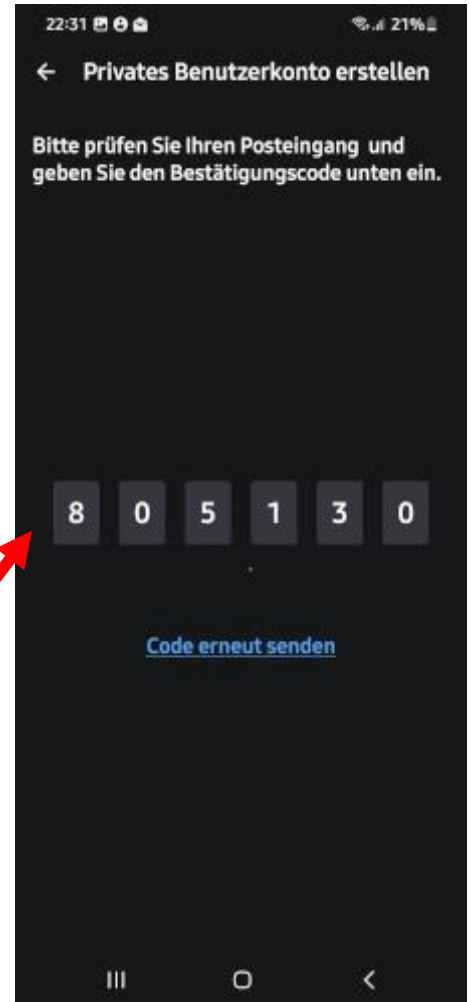 22:31 21%
Privates Benutzerkonto erstellen
Bitte prüfen Sie Ihren Posteingang und
geben Sie den Bestätigungscode unten ein.
8 0 5 1 3 0
Code erneut senden